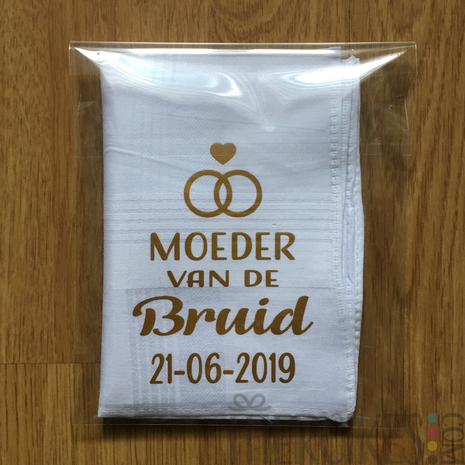 MOEDER
VAN DE
Bruid
21-06-2019